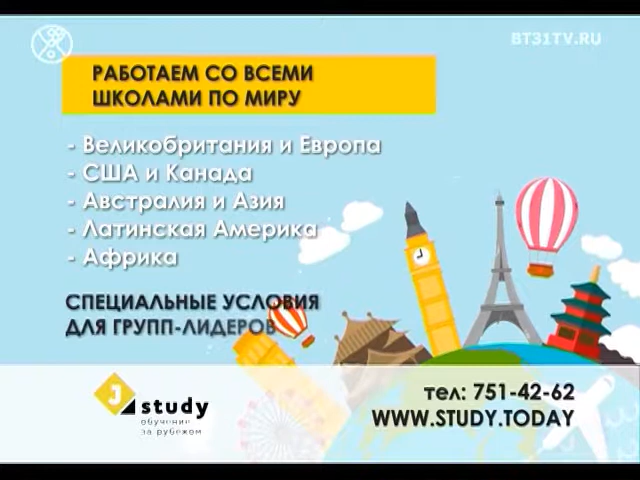 BT31TV.RU
РАБОТАЕМ СО ВСЕМИ
ШКОЛАМИ ПО МИРУ
- Великобритания и Европа
- США и Канада
- Австралия и Азия
- Латинская Америка
- Африка
СПЕЦИАЛЬНЫЕ УСЛОВИЯ
ДЛЯ ГРУПП-ЛИДЕРОВ
J study
обучение
за рубежом
тел: 751-42-62
WWW.STUDY.TODAY